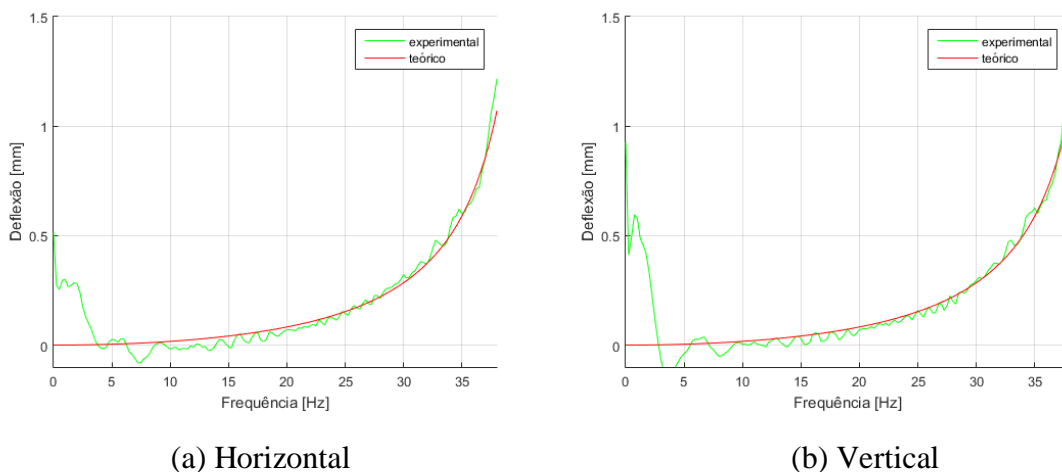 1.5
experimental
teórico
1
Deflexão [mm]
0.5
0
0 5 10 15 20 25 30 35
Frequência [Hz]
(a) Horizontal
1.5
experimental
teórico
1
Deflexão [mm]
0.5
0
0 5 10 15 20 25 30 35
Frequência [Hz]
(b) Vertical